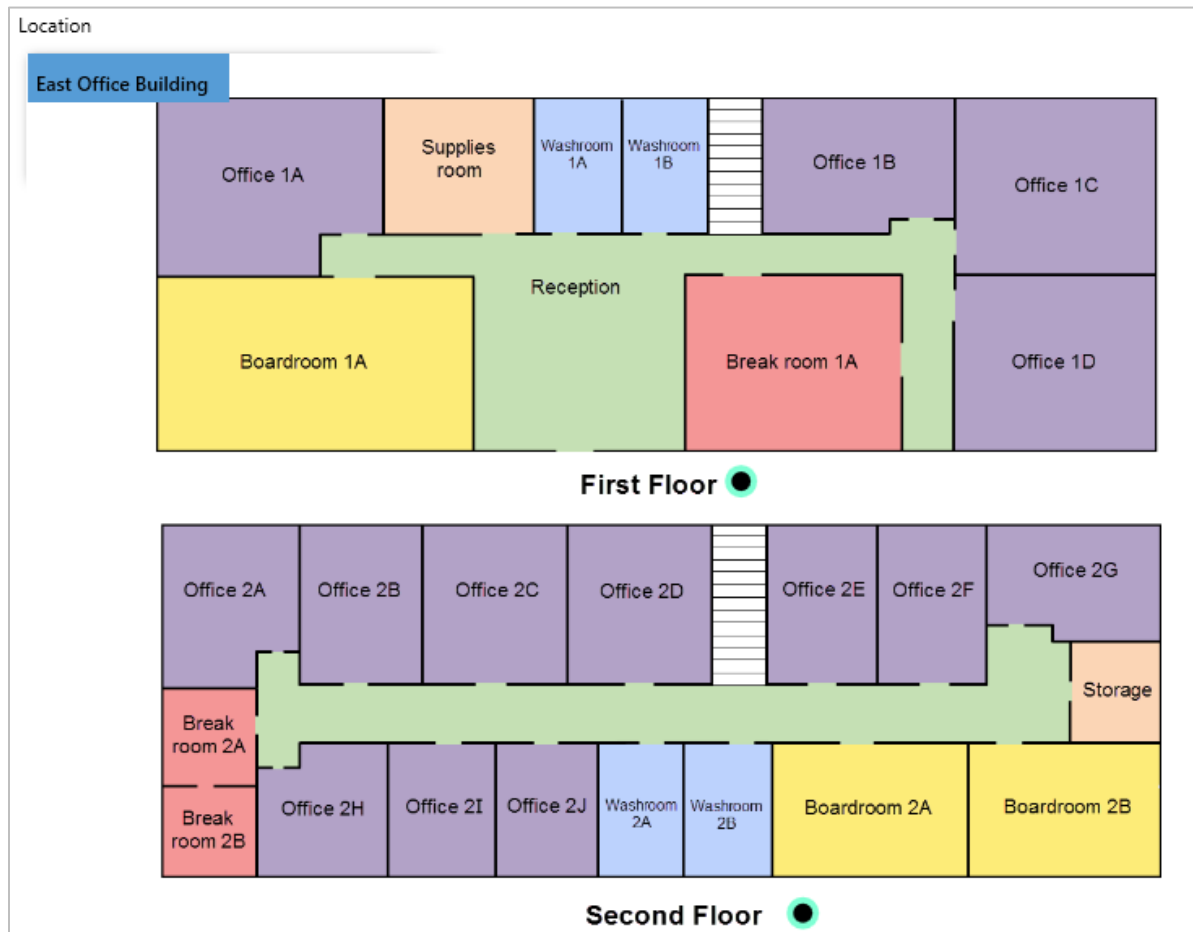 Location
East Office Building
Office 1A
Supplies
room
Washroom
1A
Washroom
1B
Office 1B
Office 1C
Reception
Boardroom 1A
Break room 1A
Office 1D
First Floor
Office 2A
Office 2B
Office 2C
Office 2D
Office 2E
Office 2F
Office 2G
Storage
Break
room 2A
Break
room 2B
Office 2H
Office 2I
Office 2J
Washroom
2A
Washroom
2B
Boardroom 2A
Boardroom 2B
Second Floor